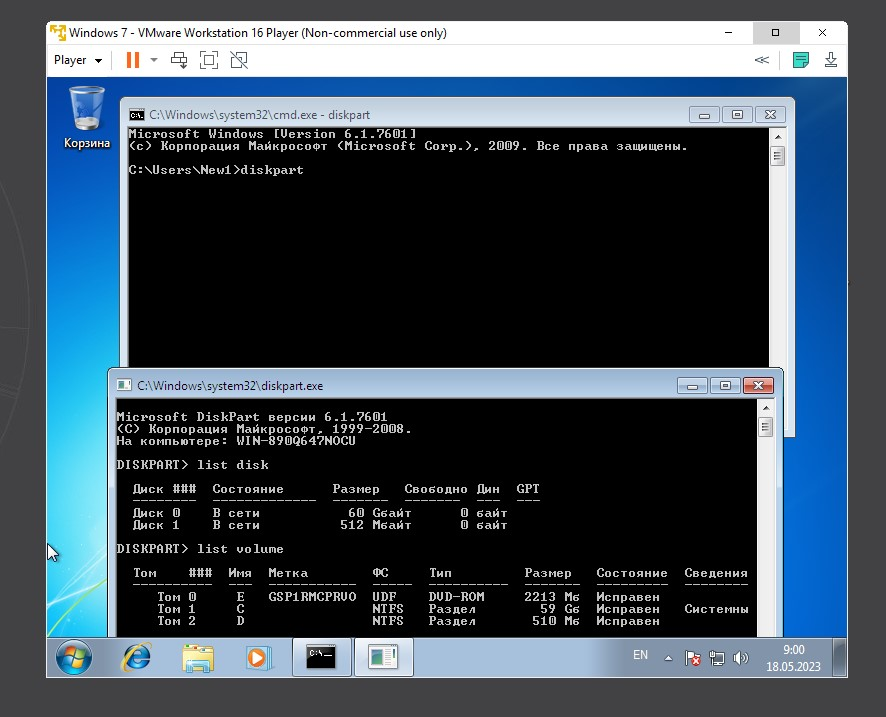 Windows 7 - VMware Workstation 16 Player (Non-commercial use only)
Player
Корзина
C:\Windows\system32\cmd.exe - diskpart
Microsoft Windows [Version 6.1.7601]
(c) Корпорация Майкрософт (Microsoft Corp.), 2009. Все права защищены.
C:\Users\New1>diskpart
C:\Windows\system32\diskpart.exe
Microsoft DiskPart версии 6.1.7601
(C) Корпорация Майкрософт, 1999-2008.
На компьютере: WIN-890Q647NOCU
DISKPART> list disk
Диск ### Состояние Размер Свободно Дин GPT
-------- ------------- ------- ------- --- ---
Диск 0 В сети 60 Gбайт 0 байт
Диск 1 В сети 512 Mбайт 0 байт
DISKPART> list volume
Том ### Имя Метка ФС Тип Размер Состояние Сведения
---------- --- ----------- ----- ---------- ------- --------- --------
Том 0 E GSP1RMCPRVO UDF DVD-ROM 2213 Mб Исправен
Том 1 C NTFS Раздел 59 Gб Исправен Системны
Том 2 D NTFS Раздел 510 Mб Исправен
EN
9:00
18.05.2023